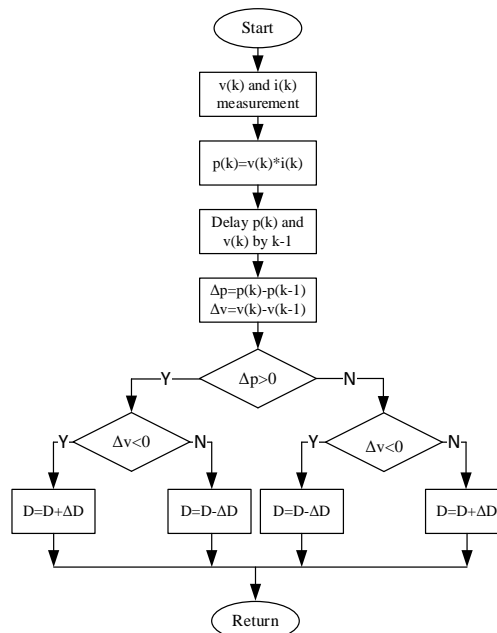 Start
v(k) and i(k)
measurement
p(k)=v(k)*i(k)
Delay p(k) and
v(k) by k-1
Δp=p(k)-p(k-1)
Δv=v(k)-v(k-1)
Δp>0
Y
N
Δv<0
Y
N
Δv<0
Y
N
D=D+ΔD
D=D-ΔD
D=D-ΔD
D=D+ΔD
Return